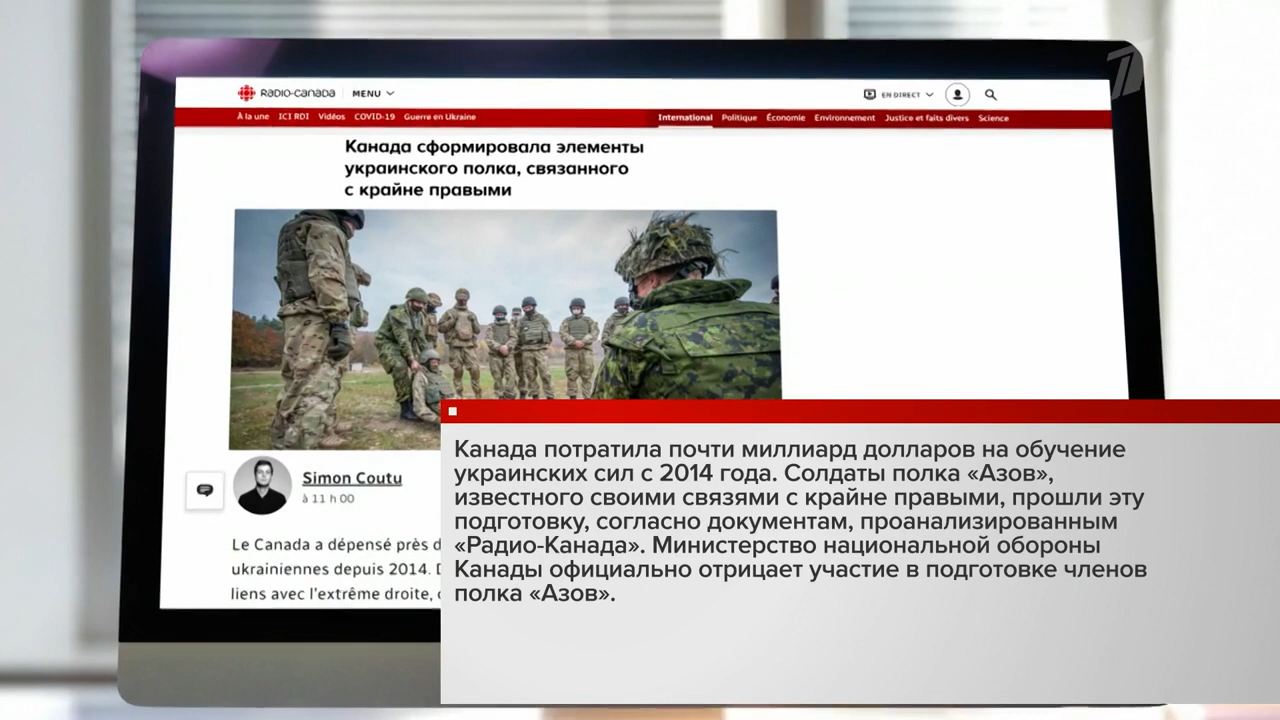 RADIO-CANADA MENU EN DIRECT
À la une ICI RDI Vidéos COVID-19 Guerre en Ukraine International Politique Économie Environnement Justice et faits divers Science
Канада сформировала элементы
украинского полка, связанного
с крайне правыми
Simon Coutu
à 11 h 00
Le Canada a dépensé près
ukrainiennes depuis 2014.
liens avec l'extrême droite,
Канада потратила почти миллиард долларов на обучение
украинских сил с 2014 года. Солдаты полка «Азов»,
известного своими связями с крайне правыми, прошли эту
подготовку, согласно документам, проанализированным
«Радио-Канада». Министерство национальной обороны
Канады официально отрицает участие в подготовке членов
полка «Азов».